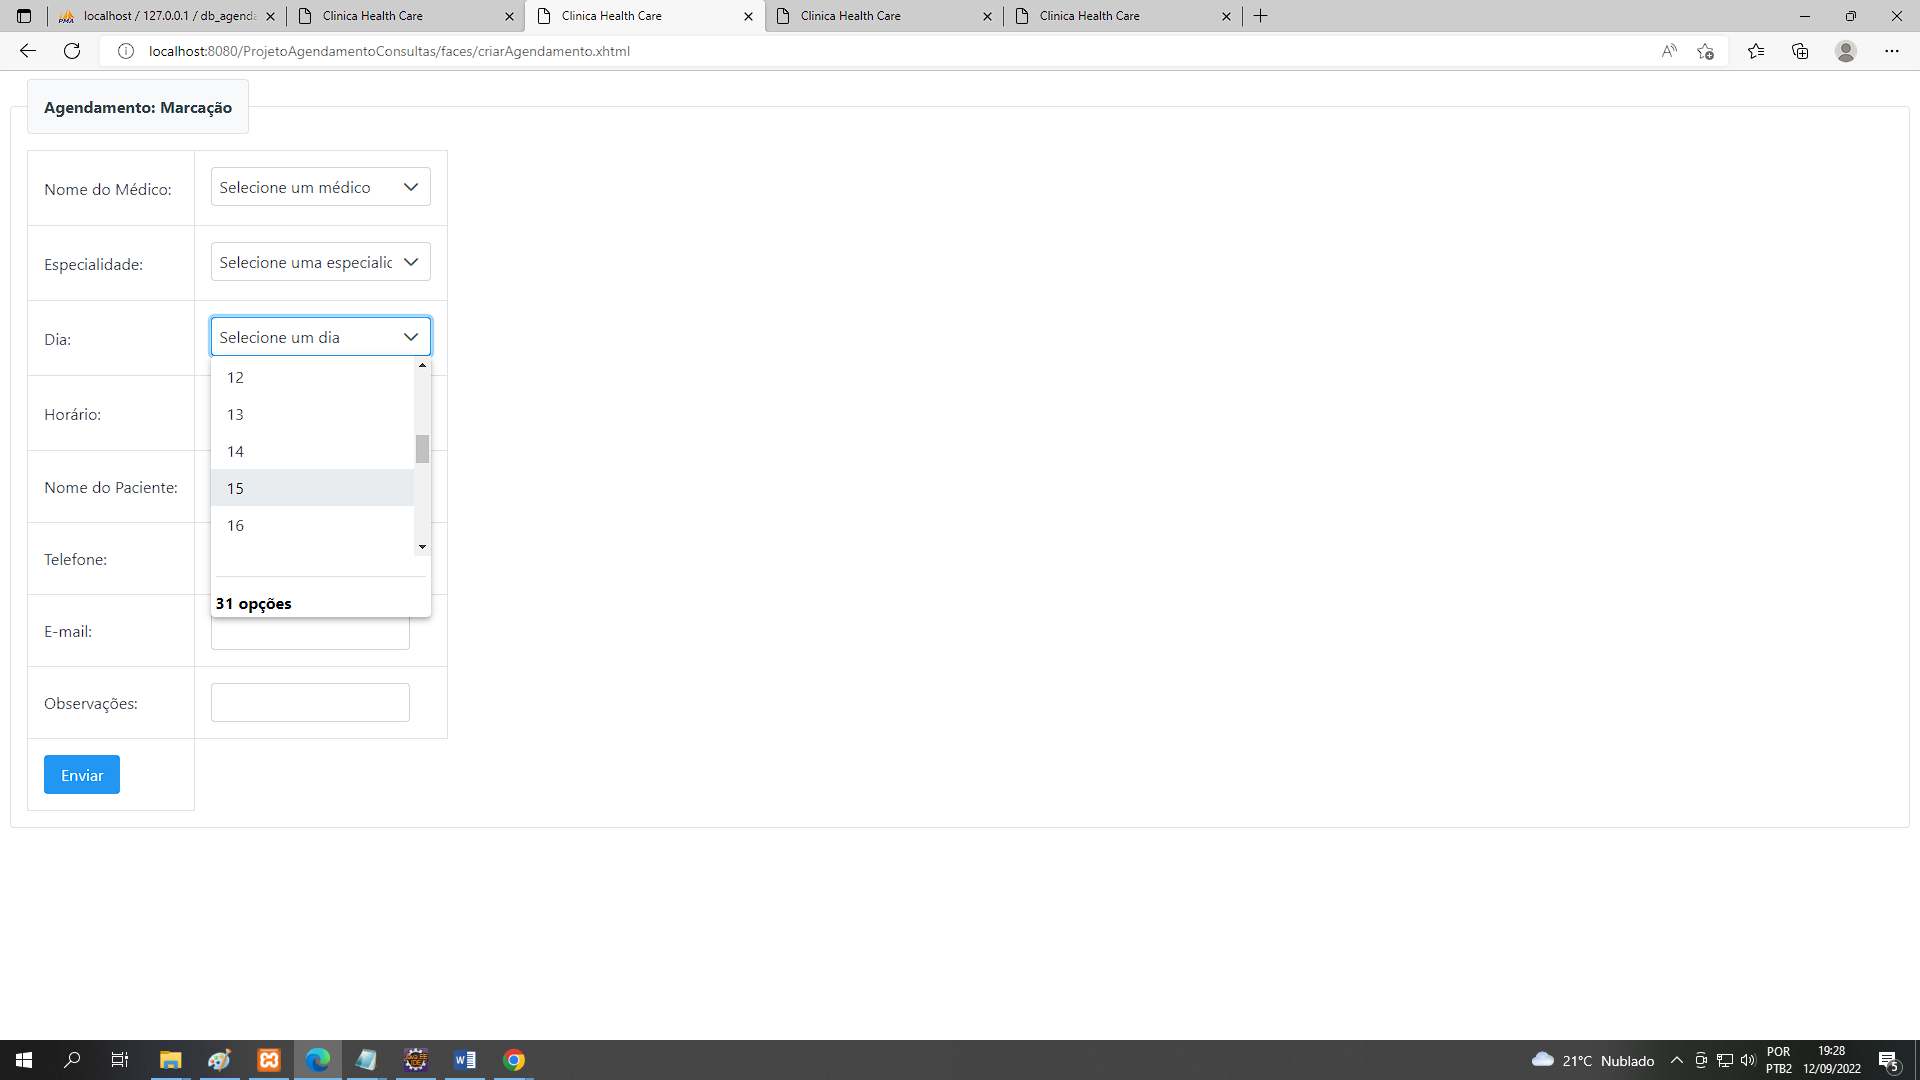 localhost / 127.0.0.1 / db_agenda
Clinica Health Care
Clinica Health Care
Clinica Health Care
Clinica Health Care
localhost:8080/ProjetoAgendamentoConsultas/faces/criarAgendamento.xhtml
Agendamento: Marcação
Nome do Médico:
Selecione um médico
Especialidade:
Selecione uma especialic
Dia:
Selecione um dia
12
Horário:
13
14
Nome do Paciente:
15
16
Telefone:
31 opções
E-mail:
Observações:
Enviar
21°C Nublado
POR
PTB2
19:28
12/09/2022
5